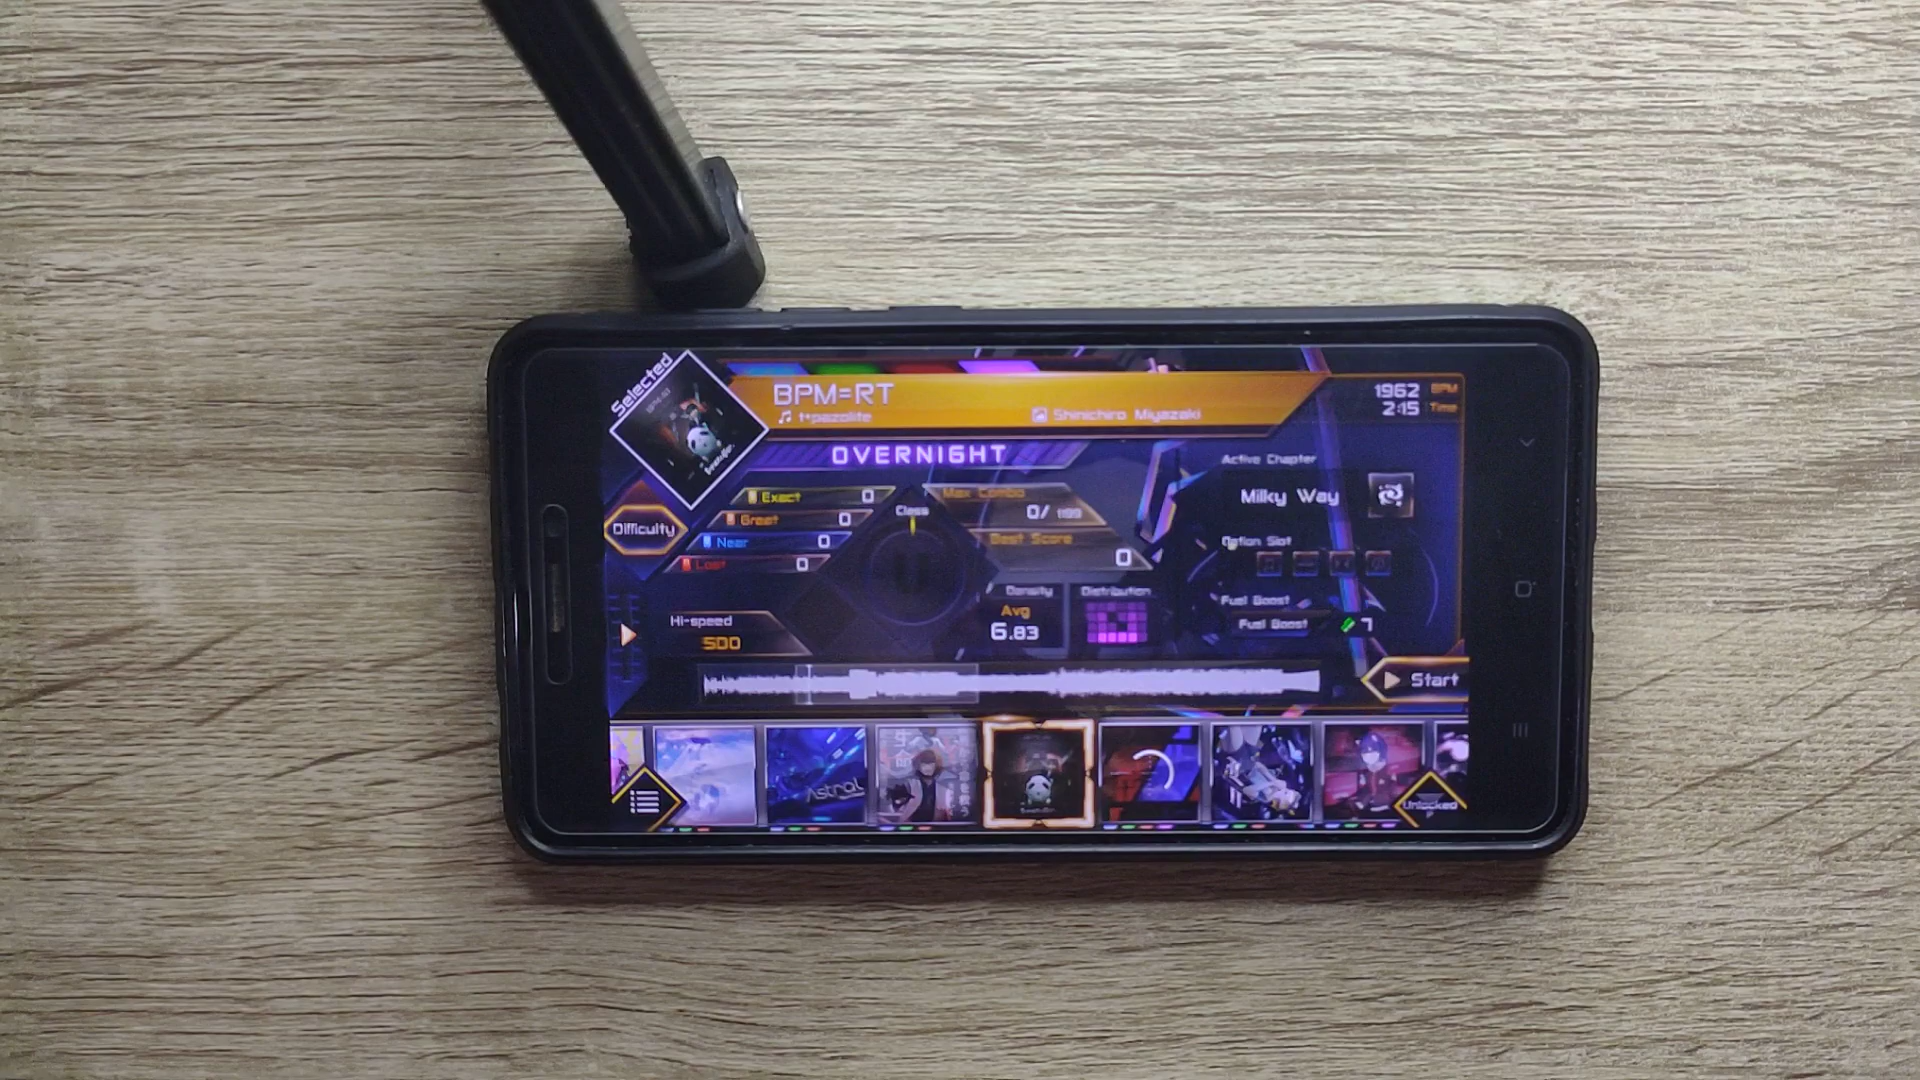 Selected
BPM=RT
t+pazolite
Shinichiro Miyazaki
1962 BPM
2:15 Time
OVERNIGHT
Difficulty
Exact 0
Great 0
Near 0
Lost 0
Class
Max Combo
0/ 1199
Best Score
0
Active Chapter
Milky Way
Option Slot
Density
Avg
6.83
Distribution
Fuel Boost
Fuel Boost 7
Hi-speed
500
Start
Astral
Unlocked